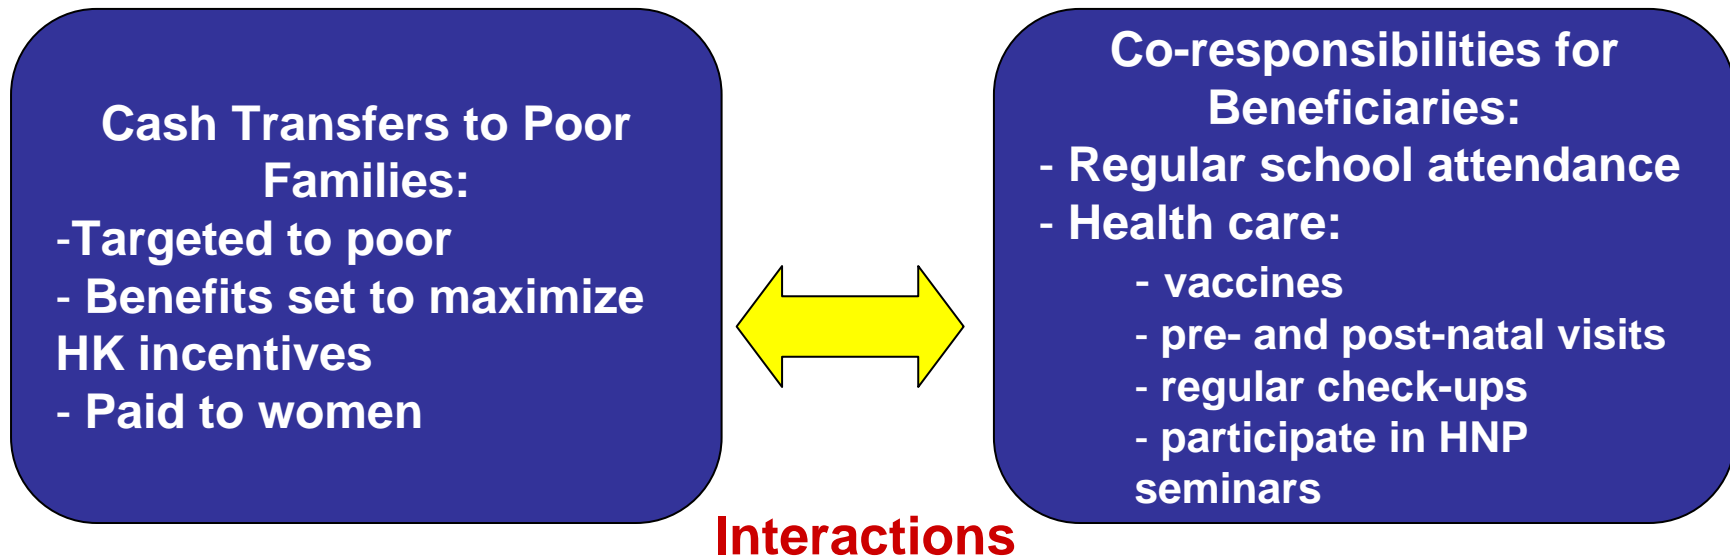 Cash Transfers to Poor
Families:
-Targeted to poor
- Benefits set to maximize
HK incentives
- Paid to women
Co-responsibilities for
Beneficiaries:
- Regular school attendance
- Health care:
- vaccines
- pre- and post-natal visits
- regular check-ups
- participate in HNP
seminars
Interactions